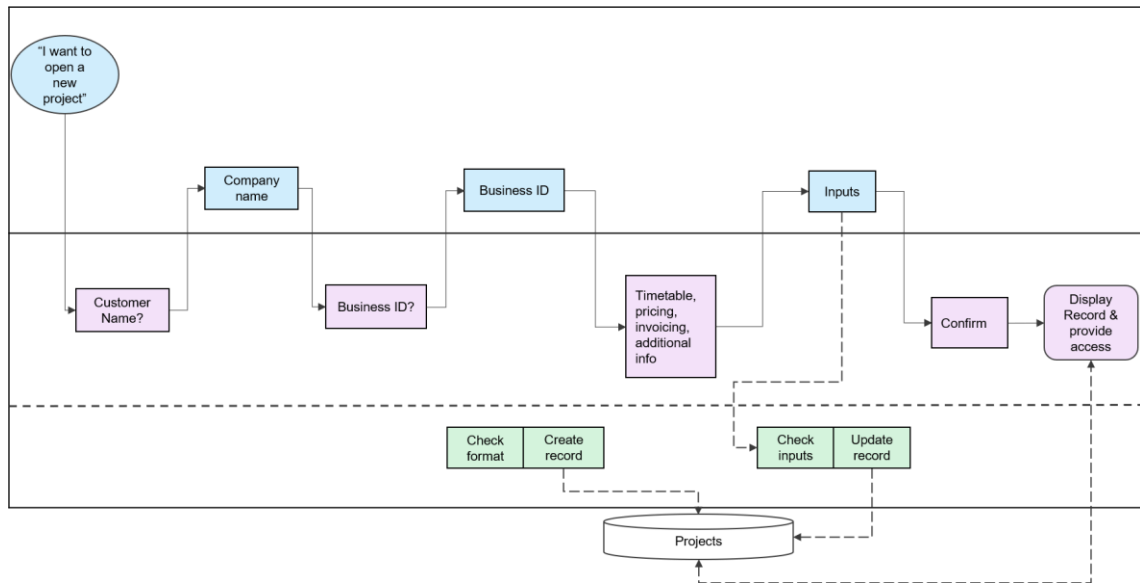 “I want to
open a
new
project”
Company
name
Business ID
Inputs
Customer
Name?
Business ID?
Timetable,
pricing,
invoicing,
additional
info
Confirm
Display
Record &
provide
access
Check
format
Create
record
Check
inputs
Update
record
Projects